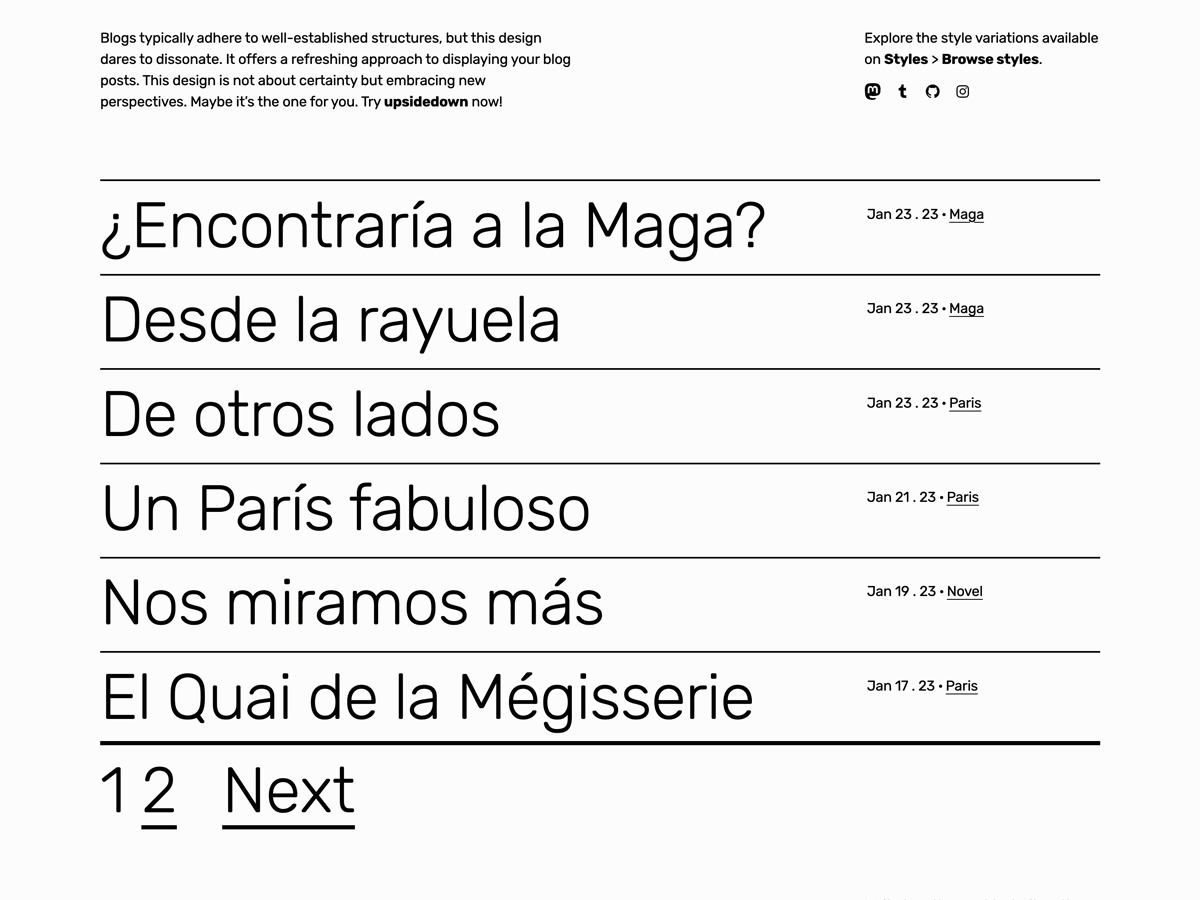 Blogs typically adhere to well-established structures, but this design
dares to dissonate. It offers a refreshing approach to displaying your blog
posts. This design is not about certainty but embracing new
perspectives. Maybe it’s the one for you. Try upsidedown now!
Explore the style variations available
on Styles > Browse styles.
¿Encontraría a la Maga?
Jan 23 . 23 • Maga
Desde la rayuela
Jan 23 . 23 • Maga
De otros lados
Jan 23 . 23 • Paris
Un París fabuloso
Jan 21 . 23 • Paris
Nos miramos más
Jan 19 . 23 • Novel
El Quai de la Mégisserie
Jan 17 . 23 • Paris
1 2 Next